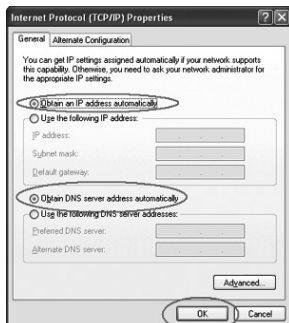 Internet Protocol (TCP/IP) Properties
General
Alternate Configuration
You can get IP settings assigned automatically if your network supports
this capability. Otherwise, you need to ask your network administrator for
the appropriate IP settings.
Obtain an IP address automatically
Use the following IP address:
IP address:
Subnet mask:
Default gateway:
Obtain DNS server address automatically
Use the following DNS server addresses:
Preferred DNS server:
Alternate DNS server:
Advanced...
OK
Cancel